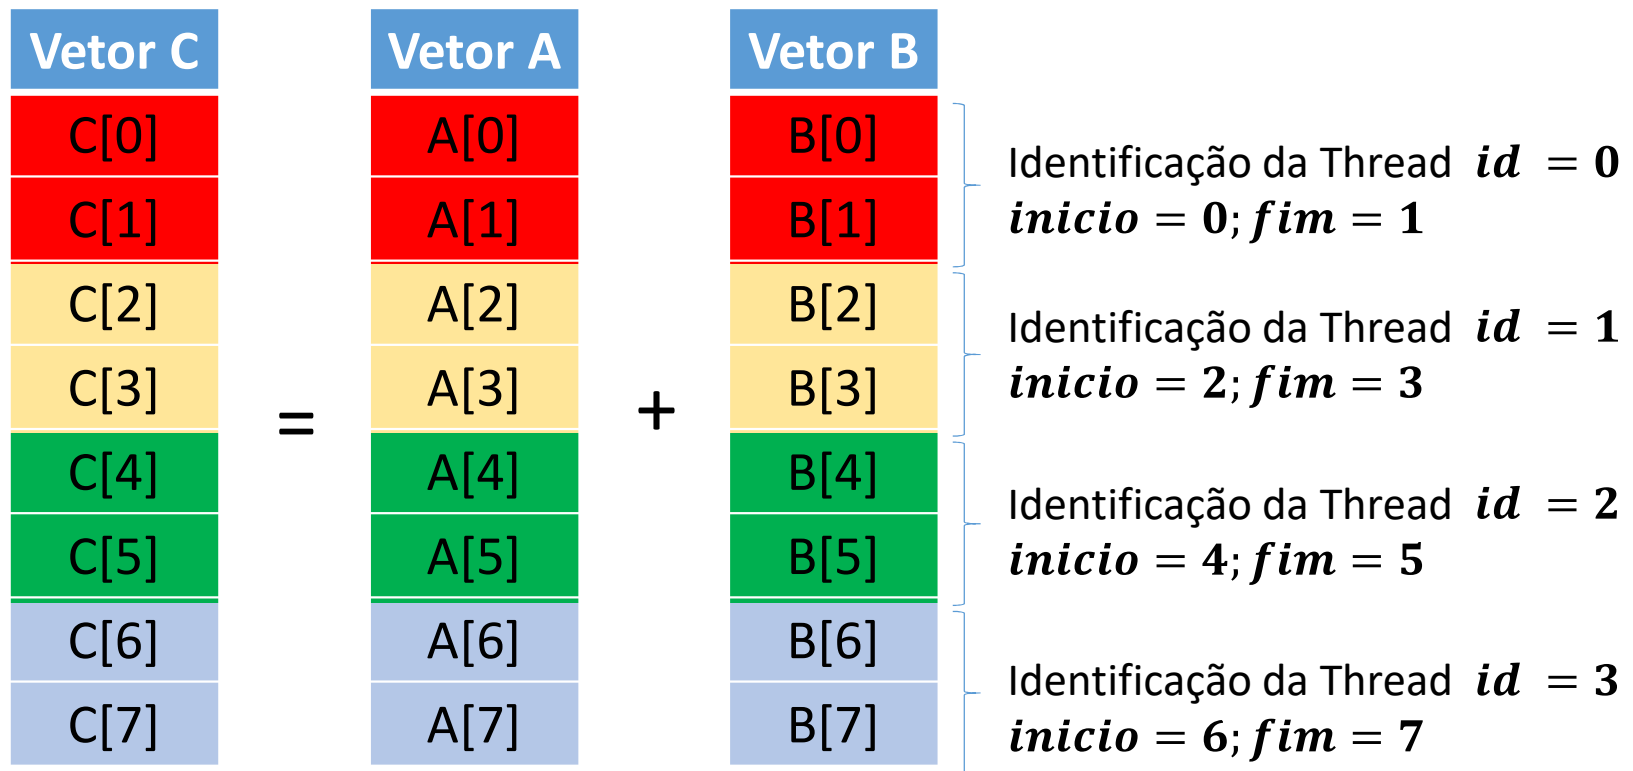 Vetor C = Vetor A + Vetor B
C[0] A[0] B[0]
C[1] A[1] B[1]
Identificação da Thread id = 0
inicio = 0; fim = 1
C[2] A[2] B[2]
C[3] A[3] B[3]
Identificação da Thread id = 1
inicio = 2; fim = 3
C[4] A[4] B[4]
C[5] A[5] B[5]
Identificação da Thread id = 2
inicio = 4; fim = 5
C[6] A[6] B[6]
C[7] A[7] B[7]
Identificação da Thread id = 3
inicio = 6; fim = 7